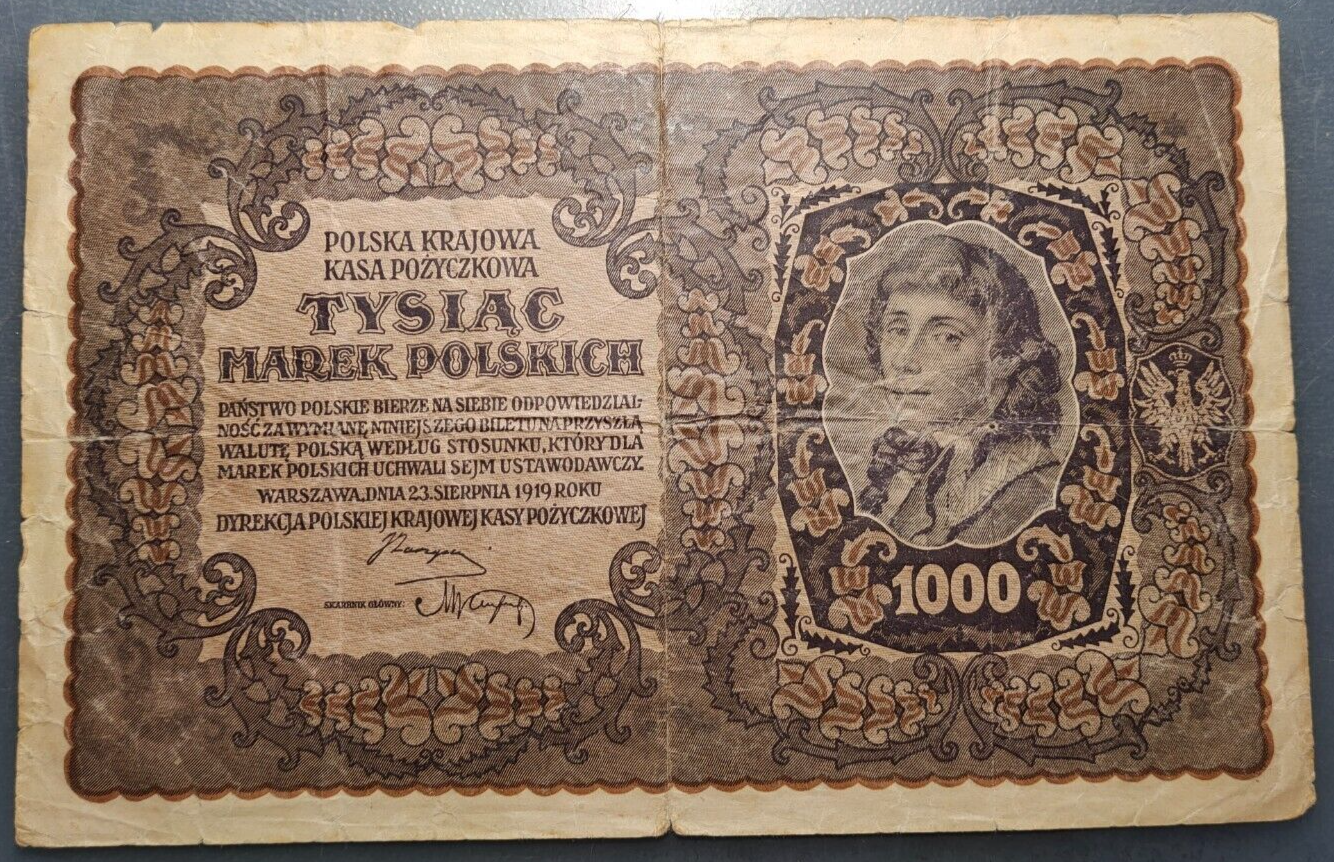 POLSKA KRAJOWA
KASA POŻYCZKOWA
TYSIĄC
MAREK POLSKICH
PAŃSTWO POLSKIE BIERZE NA SIEBIE ODPOWIEDZIAL-
NOŚĆ ZA WYMIANĘ NINIEJSZEGO BILETU NA PRZYSZŁĄ
WALUTĘ POLSKĄ WEDŁUG STOSUNKU, KTÓRY DLA
MAREK POLSKICH UCHWALI SEJM USTAWODAWCZY.
WARSZAWA, DNIA 23. SIERPNIA 1919 ROKU
DYREKCJA POLSKIEJ KRAJOWEJ KASY POŻYCZKOWEJ
SKARBNIK GŁÓWNY:
1000